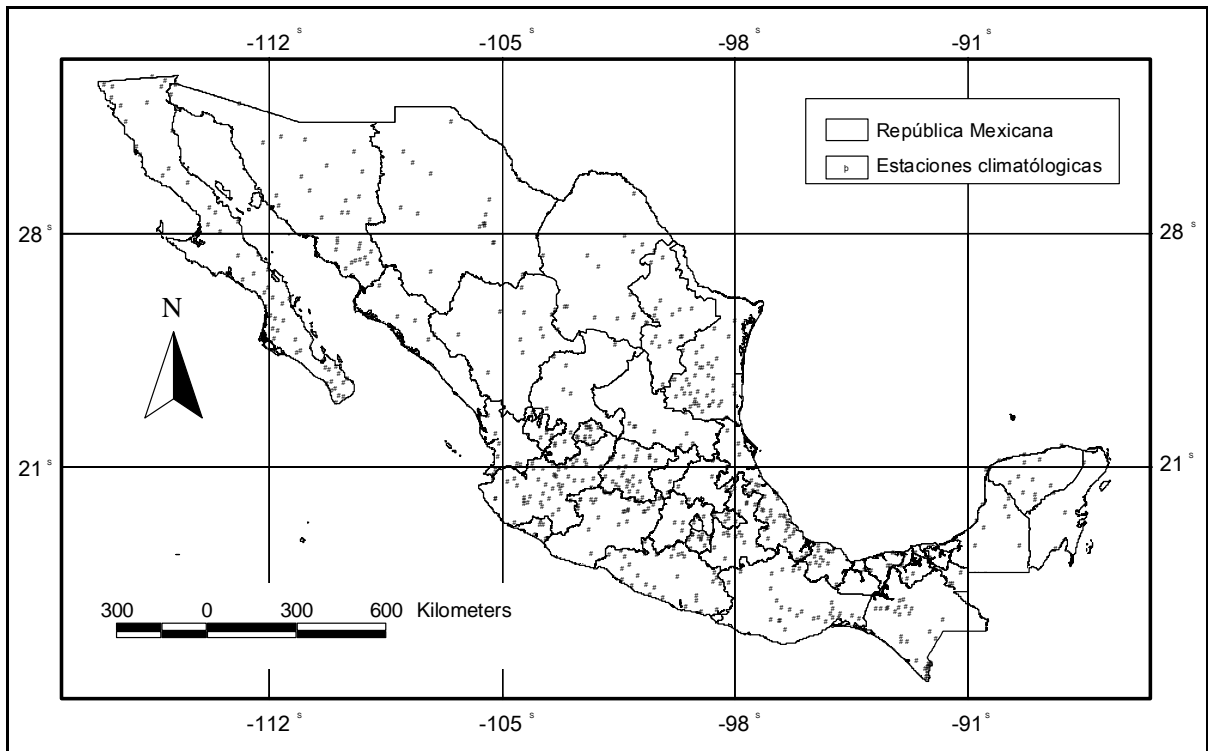 -112 s
-105 s
-98 s
-91 s
República Mexicana
þ Estaciones climatólogicas
28 s
28 s
N
21 s
21 s
300 0 300 600 Kilometers
-112 s
-105 s
-98 s
-91 s